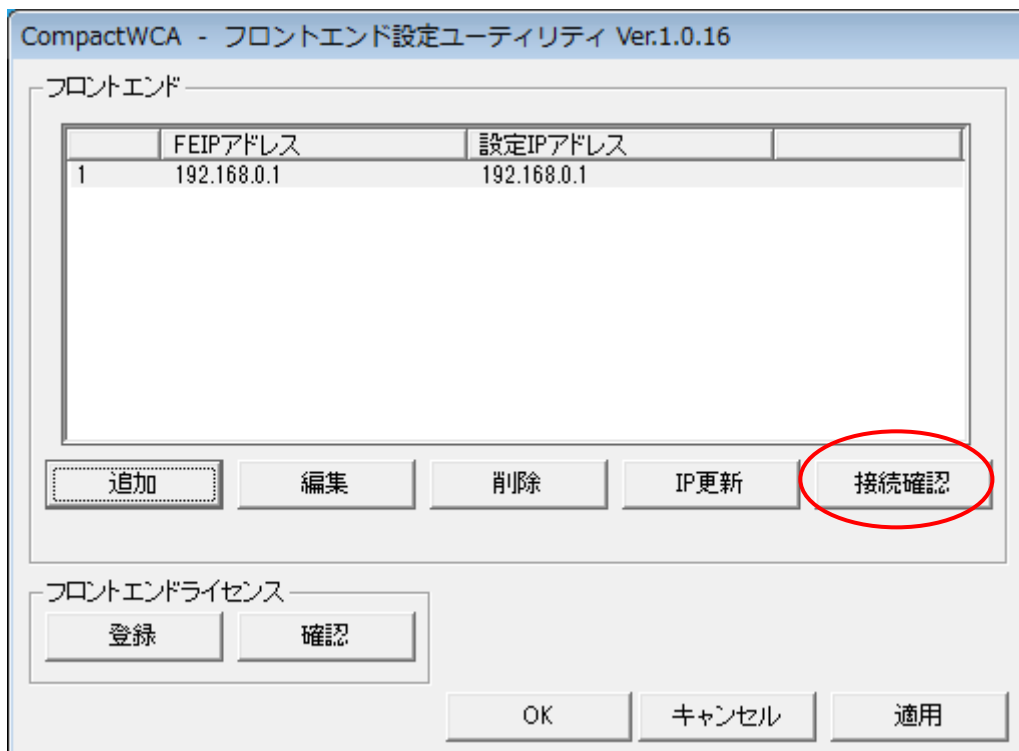 CompactWCA - フロントエンド設定ユーティリティ Ver.1.0.16
フロントエンド
FEIPアドレス 設定IPアドレス
1 192.168.0.1 192.168.0.1
追加 編集 削除 IP更新 接続確認
フロントエンドライセンス
登録 確認
OK キャンセル 適用